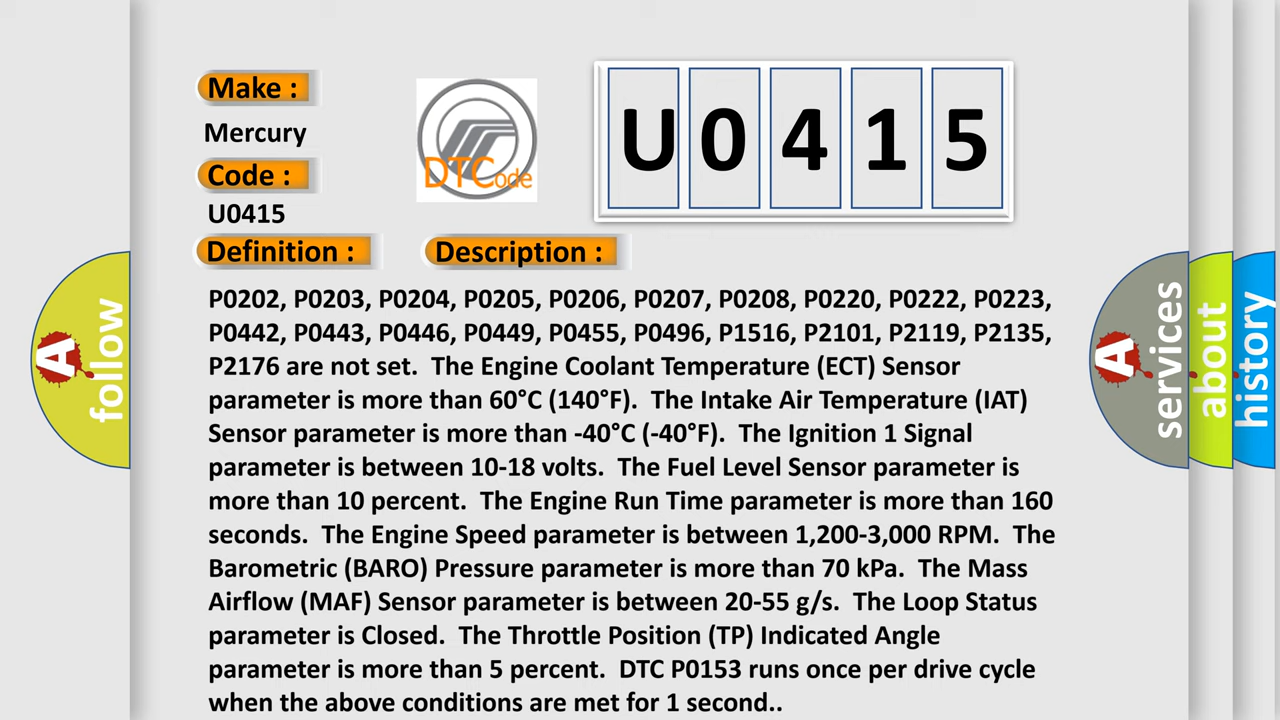 Make :
Mercury
Code :
U0415
DTCode
U0415
Definition :
Description :
P0202, P0203, P0204, P0205, P0206, P0207, P0208, P0220, P0222, P0223,
P0442, P0443, P0446, P0449, P0455, P0496, P1516, P2101, P2119, P2135,
P2176 are not set.  The Engine Coolant Temperature (ECT) Sensor
parameter is more than 60°C (140°F).  The Intake Air Temperature (IAT)
Sensor parameter is more than -40°C (-40°F).  The Ignition 1 Signal
parameter is between 10-18 volts.  The Fuel Level Sensor parameter is
more than 10 percent.  The Engine Run Time parameter is more than 160
seconds.  The Engine Speed parameter is between 1,200-3,000 RPM.  The
Barometric (BARO) Pressure parameter is more than 70 kPa.  The Mass
Airflow (MAF) Sensor parameter is between 20-55 g/s.  The Loop Status
parameter is Closed.  The Throttle Position (TP) Indicated Angle
parameter is more than 5 percent.  DTC P0153 runs once per drive cycle
when the above conditions are met for 1 second..
A follow
A services
about
history